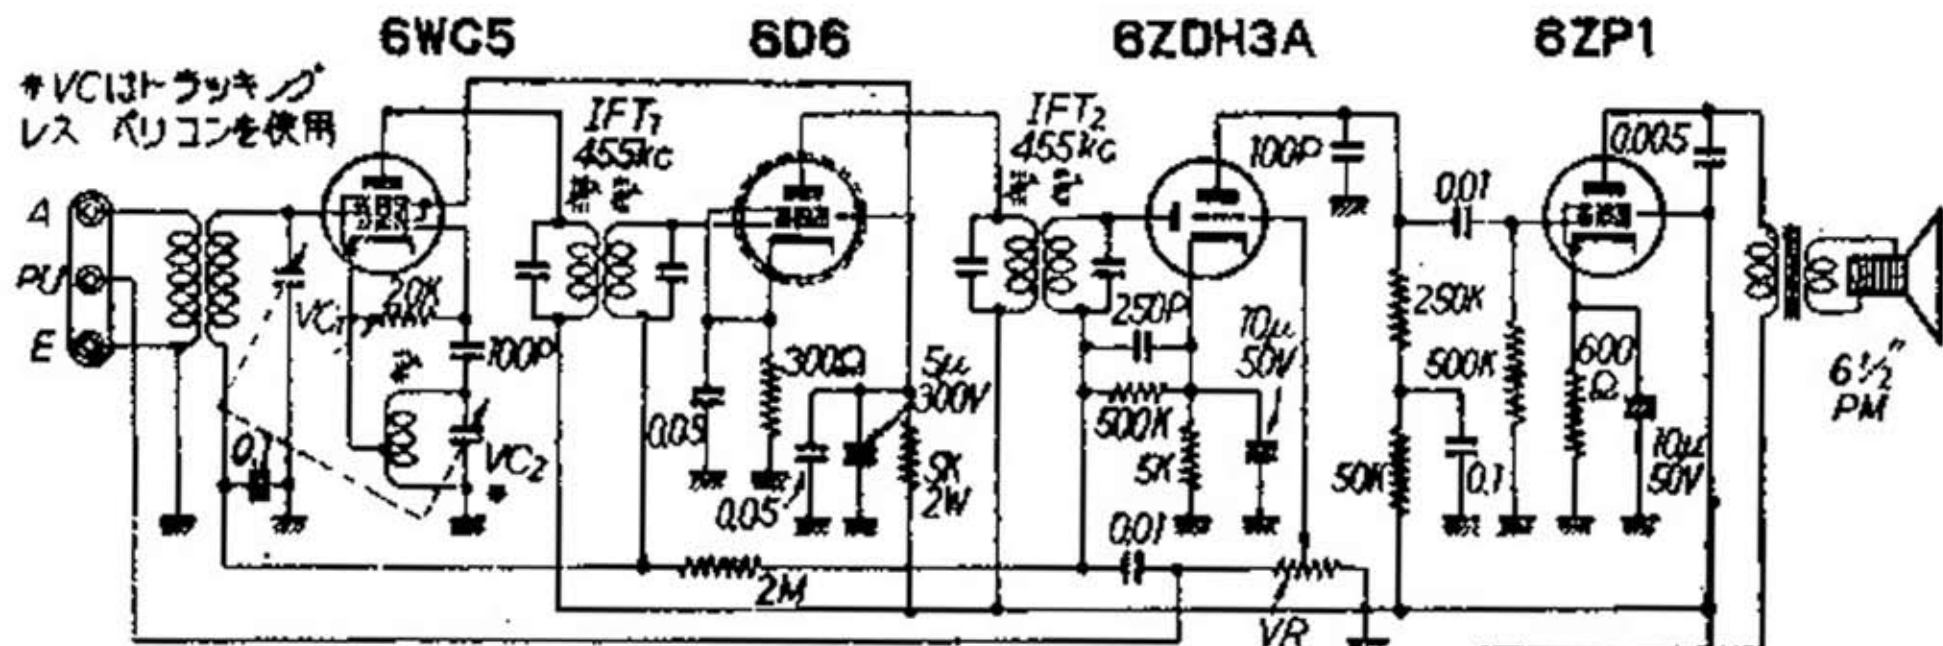 6WC5
6D6
6ZDH3A
6ZP1
*VCはトラッキング
レス バリコンを使用
IFT₁
455kc
IFT₂
455kc
100P
0.005
A
PU
E
0.01
VC₁
20K
100P
250P
10μ
50V
250K
500K
600
Ω
6½"
PM
300Ω
5μ
300V
0.05
500K
5K
50K
0.1
10μ
50V
0.1
VC₂
*
5K
2W
0.05
0.01
2M
VR